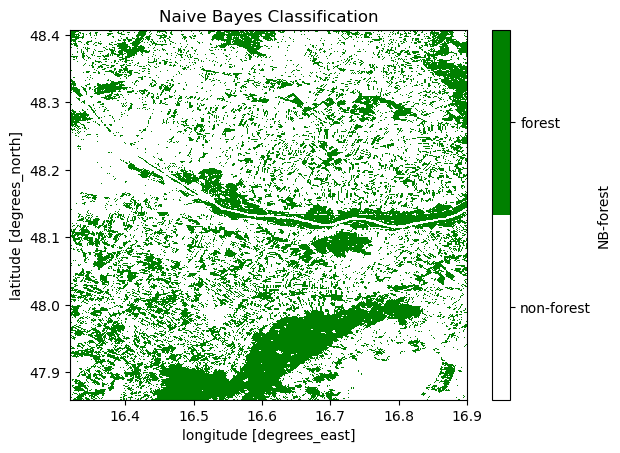 Naive Bayes Classification
48.4
48.3
48.2
48.1
48.0
47.9
latitude [degrees_north]
16.4 16.5 16.6 16.7 16.8 16.9
longitude [degrees_east]
forest
non-forest
NB-forest